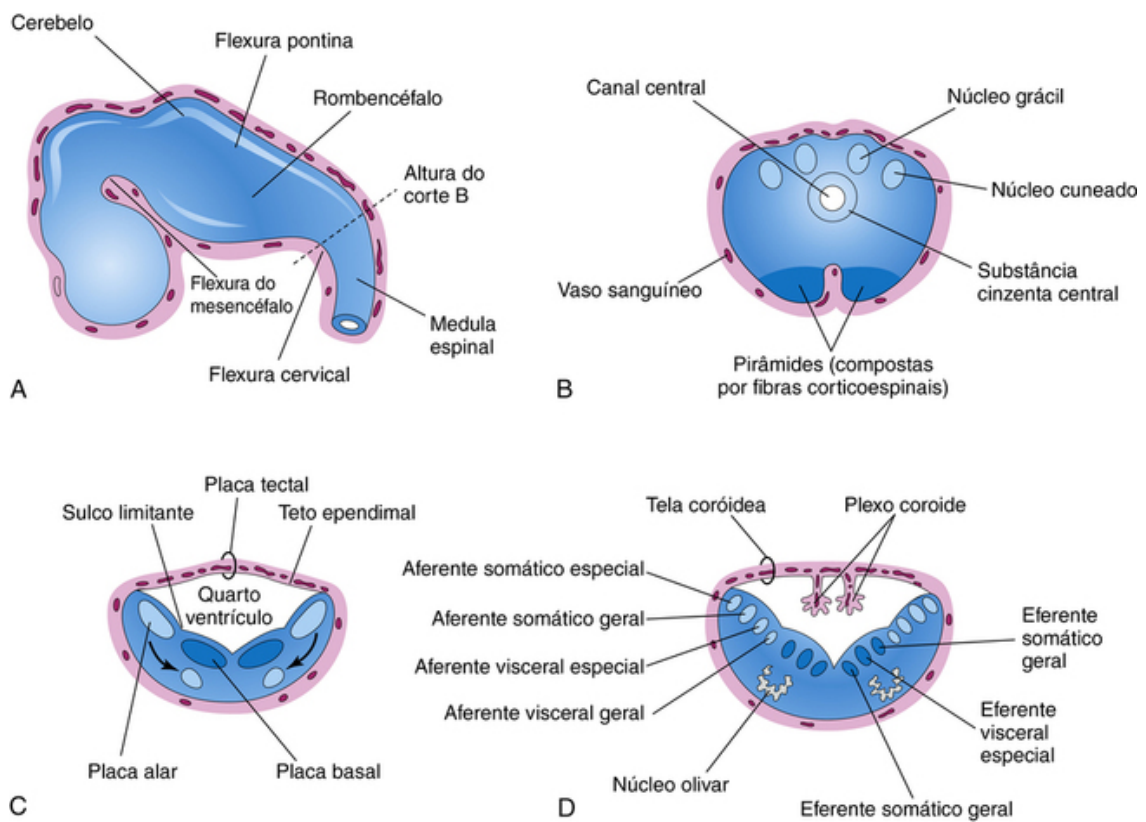 Cerebelo
Flexura pontina
Rombencéfalo
Altura do
corte B
Flexura do
mesencéfalo
Medula
espinal
Flexura cervical
A
Canal central
Núcleo grácil
Núcleo cuneado
Vaso sanguíneo
Substância
cinzenta central
Pirâmides (compostas
por fibras corticoespinais)
B
Placa tectal
Sulco limitante
Teto ependimal
Quarto
ventrículo
Placa alar
Placa basal
C
Tela coróidea
Plexo coroide
Aferente somático especial
Aferente somático geral
Aferente visceral especial
Aferente visceral geral
Eferente
somático
geral
Eferente
visceral
especial
Núcleo olivar
Eferente somático geral
D